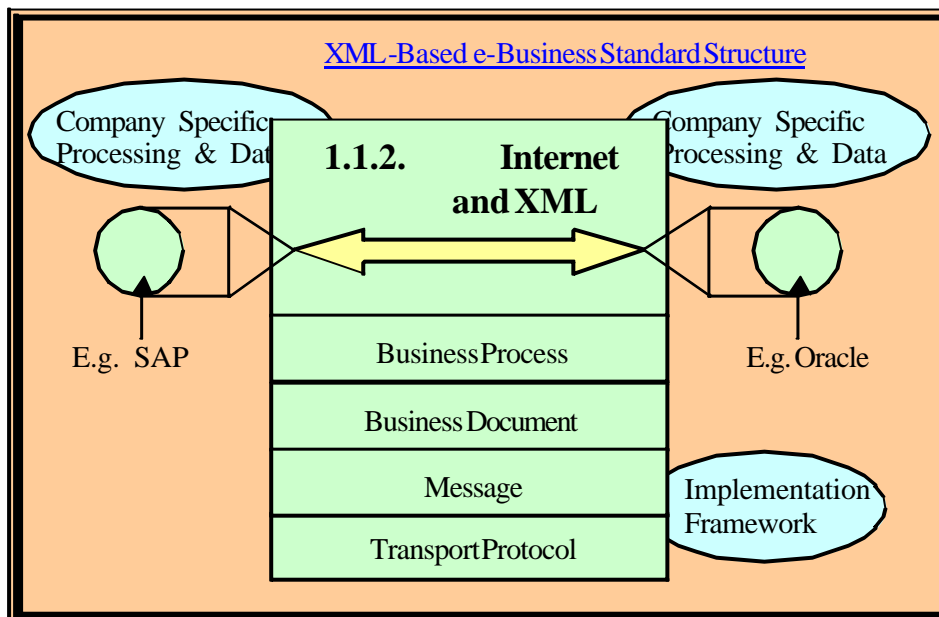 XML-Based e-Business Standard Structure
Company Specific
Processing & Dat
Company Specific
Processing & Data
1.1.2. Internet
and XML
E.g. SAP
E.g. Oracle
Business Process
Business Document
Message
Transport Protocol
Implementation
Framework